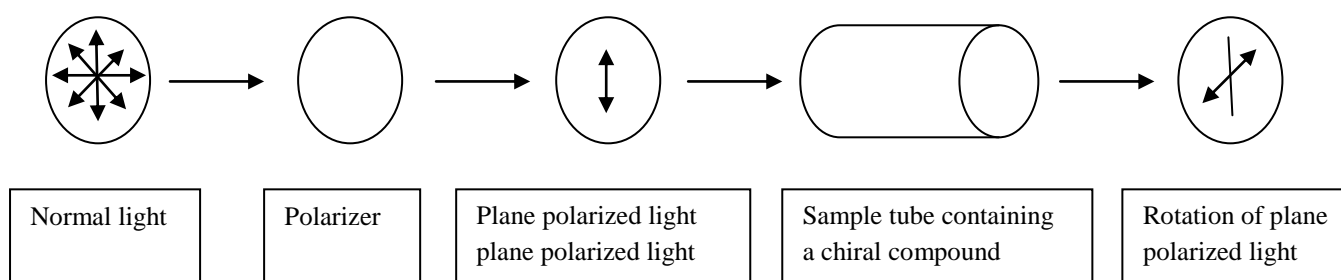 Normal light
Polarizer
Plane polarized light
plane polarized light
Sample tube containing
a chiral compound
Rotation of plane
polarized light